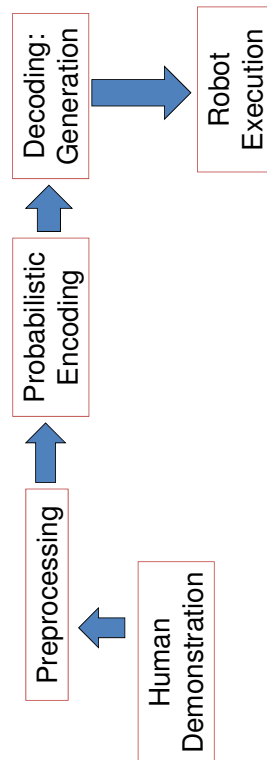 Human
Demonstration
Preprocessing
Probabilistic
Encoding
Decoding:
Generation
Robot
Execution